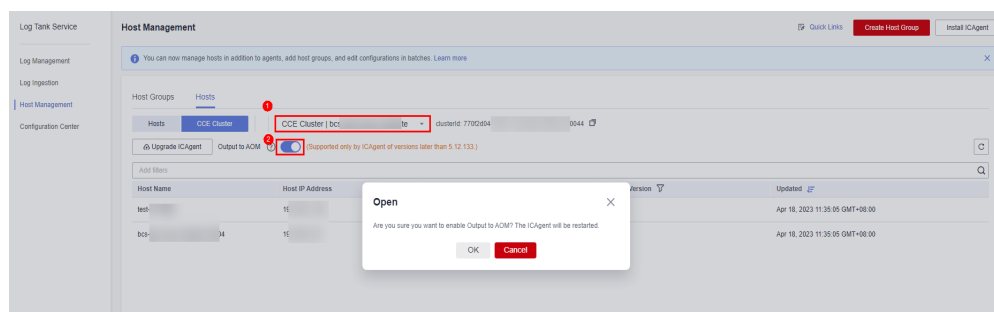 Log Tank Service
Host Management
Quick Links
Create Host Group
Install ICAgent
You can now manage hosts in addition to agents, add host groups, and edit configurations in batches. Learn more
Log Management
Log Ingestion
Host Management
Configuration Center
Host Groups
Hosts
1
Hosts
CCE Cluster
CCE Cluster | bcs
te
clusterId: 770f2d04
0044
2
Upgrade ICAgent
Output to AOM
(Supported only by ICAgent of versions later than 5.12.133.)
Add filters
Host Name
Host IP Address
Version
Updated
test-
19
Apr 18, 2023 11:35:05 GMT+08:00
bcs-
04
19
Apr 18, 2023 11:35:05 GMT+08:00
Open
Are you sure you want to enable Output to AOM? The ICAgent will be restarted.
OK
Cancel